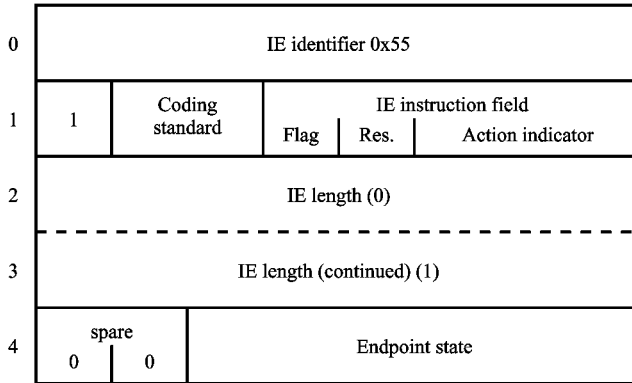 0 IE identifier 0x55
1 1 Coding standard IE instruction field
Flag Res. Action indicator
2 IE length (0)
3 IE length (continued) (1)
4 spare Endpoint state
0 0